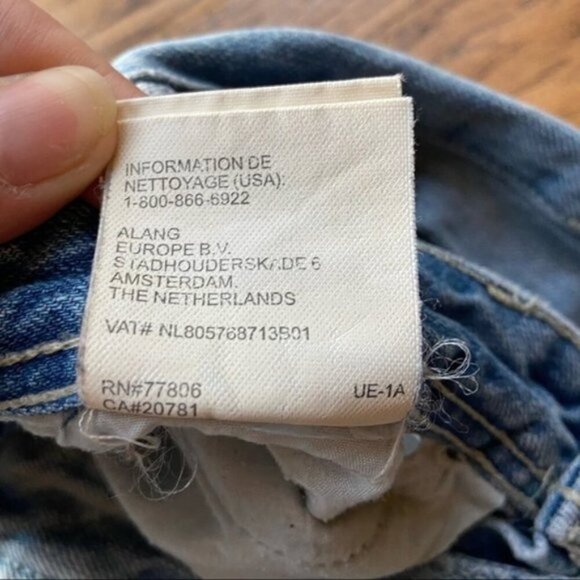 INFORMATION DE
NETTOYAGE (USA):
1-800-866-6922
ALANG
EUROPE B.V.
STADHOUDERSKADE 6
AMSTERDAM.
THE NETHERLANDS
VAT# NL805768713B01
RN#77806 UE-1A
CA#20781